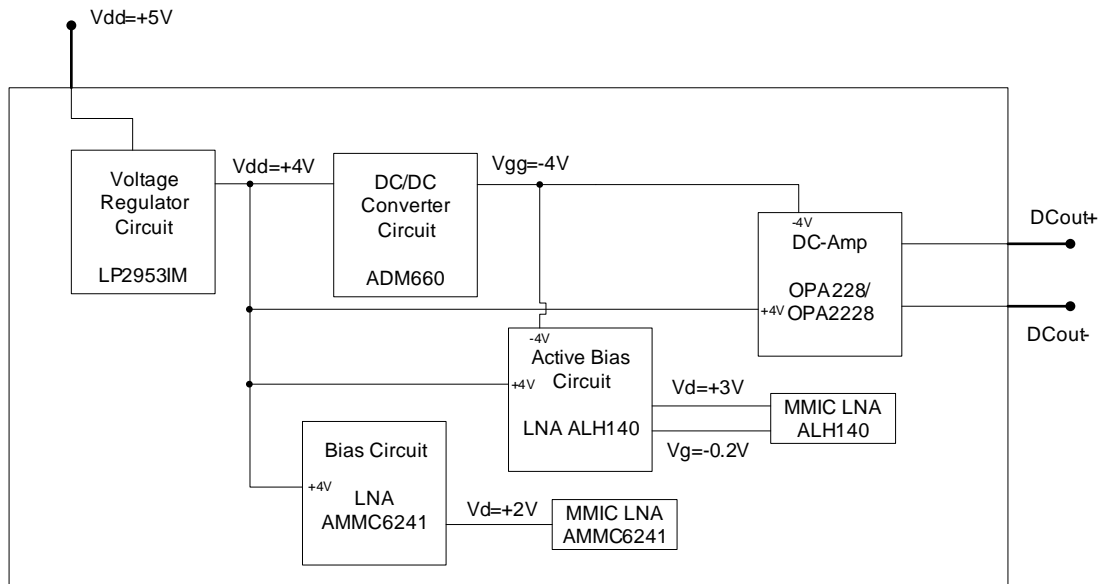 Vdd=+5V
Voltage
Regulator
Circuit
LP2953IM
Vdd=+4V
DC/DC
Converter
Circuit
ADM660
Vgg=-4V
-4V
DC-Amp
OPA228/
OPA2228
+4V
DCout+
DCout-
-4V
Active Bias
Circuit
+4V
LNA ALH140
Vd=+3V
Vg=-0.2V
MMIC LNA
ALH140
Bias Circuit
+4V
LNA
AMMC6241
Vd=+2V
MMIC LNA
AMMC6241